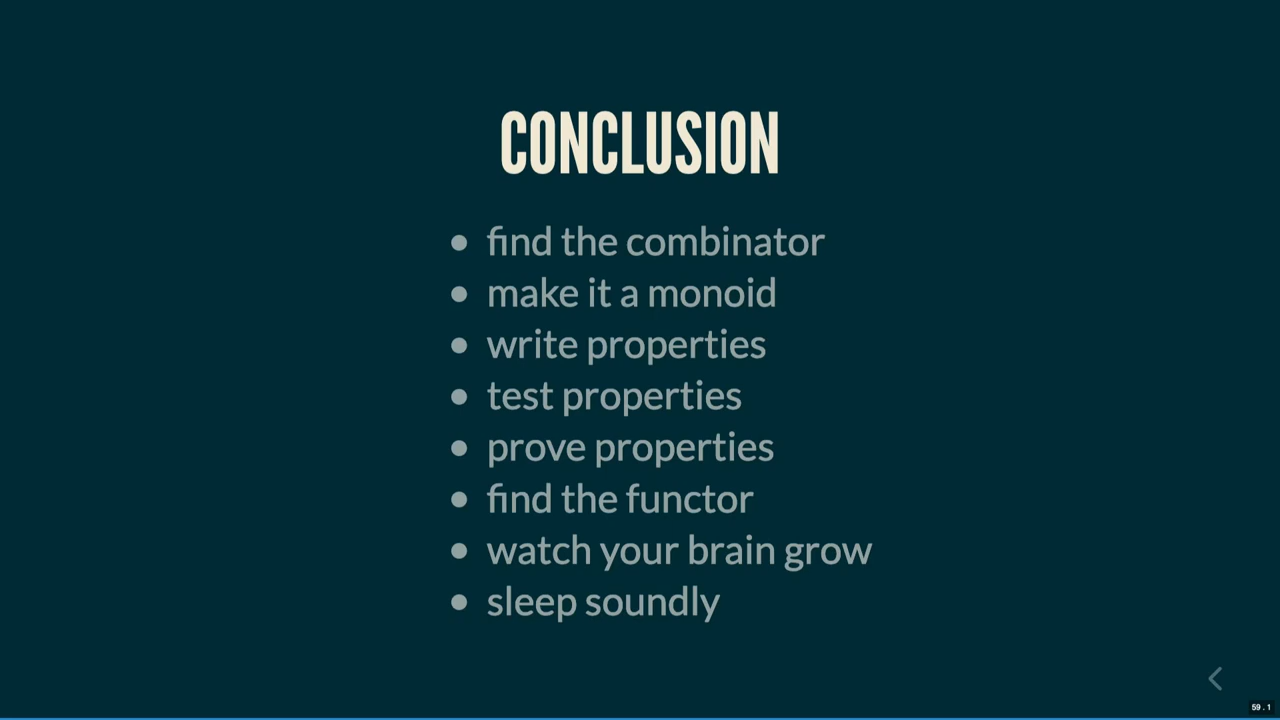 CONCLUSION
• find the combinator
• make it a monoid
• write properties
• test properties
• prove properties
• find the functor
• watch your brain grow
• sleep soundly
59 . 1